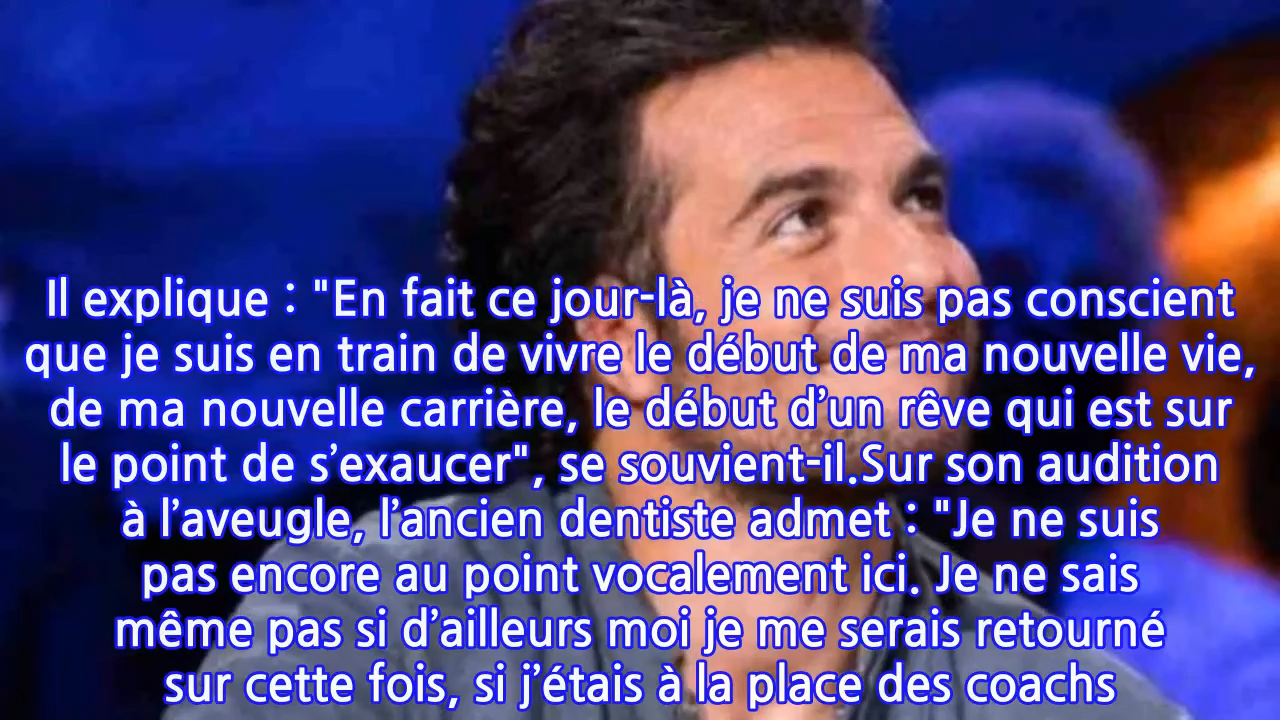 Il explique : "En fait ce jour-là, je ne suis pas conscient
que je suis en train de vivre le début de ma nouvelle vie,
de ma nouvelle carrière, le début d’un rêve qui est sur
le point de s’exaucer", se souvient-il.Sur son audition
à l’aveugle, l’ancien dentiste admet : "Je ne suis
pas encore au point vocalement ici. Je ne sais
même pas si d’ailleurs moi je me serais retourné
sur cette fois, si j’étais à la place des coachs